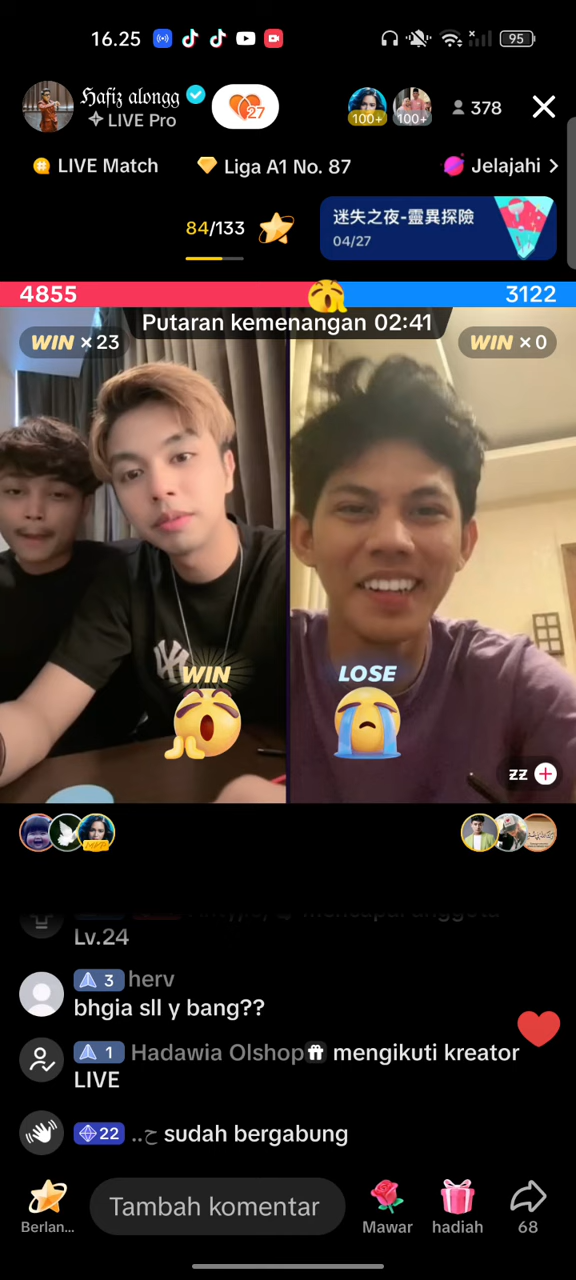 16.25
95
Hafiz alongg
LIVE Pro
27
100+
100+
378
LIVE Match
Liga A1 No. 87
Jelajahi
84/133
迷失之夜-靈異探險
04/27
4855
3122
Putaran kemenangan 02:41
WIN ×23
WIN ×0
WIN
LOSE
zz
Lv.24
3 herv
bhgia sll y bang??
1 Hadawia Olshop mengikuti kreator
LIVE
22 ..ح sudah bergabung
Berlan...
Tambah komentar
Mawar
hadiah
68